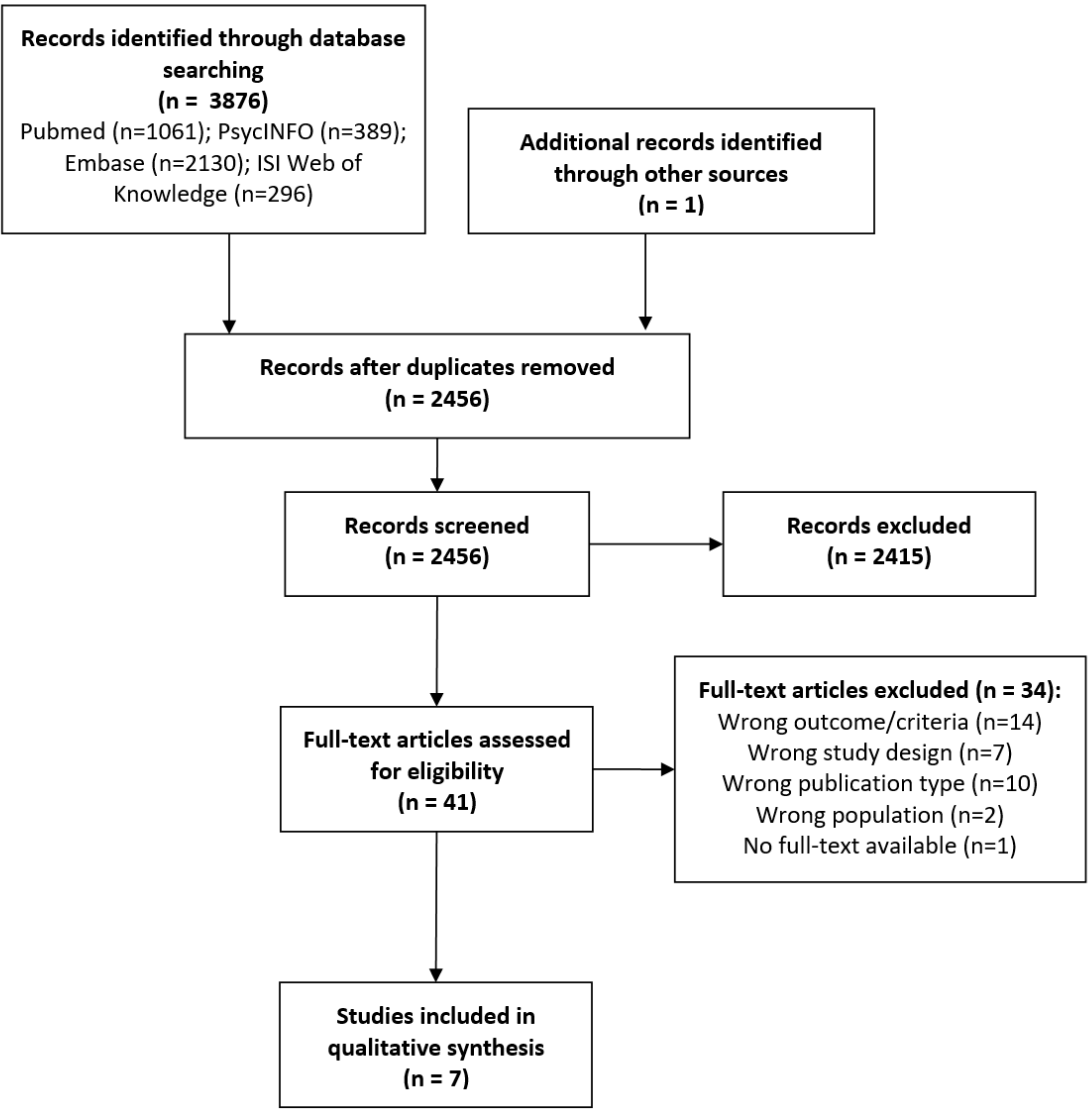 Records identified through database
searching
(n =  3876)
Pubmed (n=1061); PsycINFO (n=389);
Embase (n=2130); ISI Web of
Knowledge (n=296)
Additional records identified
through other sources
(n = 1)
Records after duplicates removed
(n = 2456)
Records screened
(n = 2456)
Records excluded
(n = 2415)
Full-text articles assessed
for eligibility
(n = 41)
Full-text articles excluded (n = 34):
Wrong outcome/criteria (n=14)
Wrong study design (n=7)
Wrong publication type (n=10)
Wrong population (n=2)
No full-text available (n=1)
Studies included in
qualitative synthesis
(n = 7)